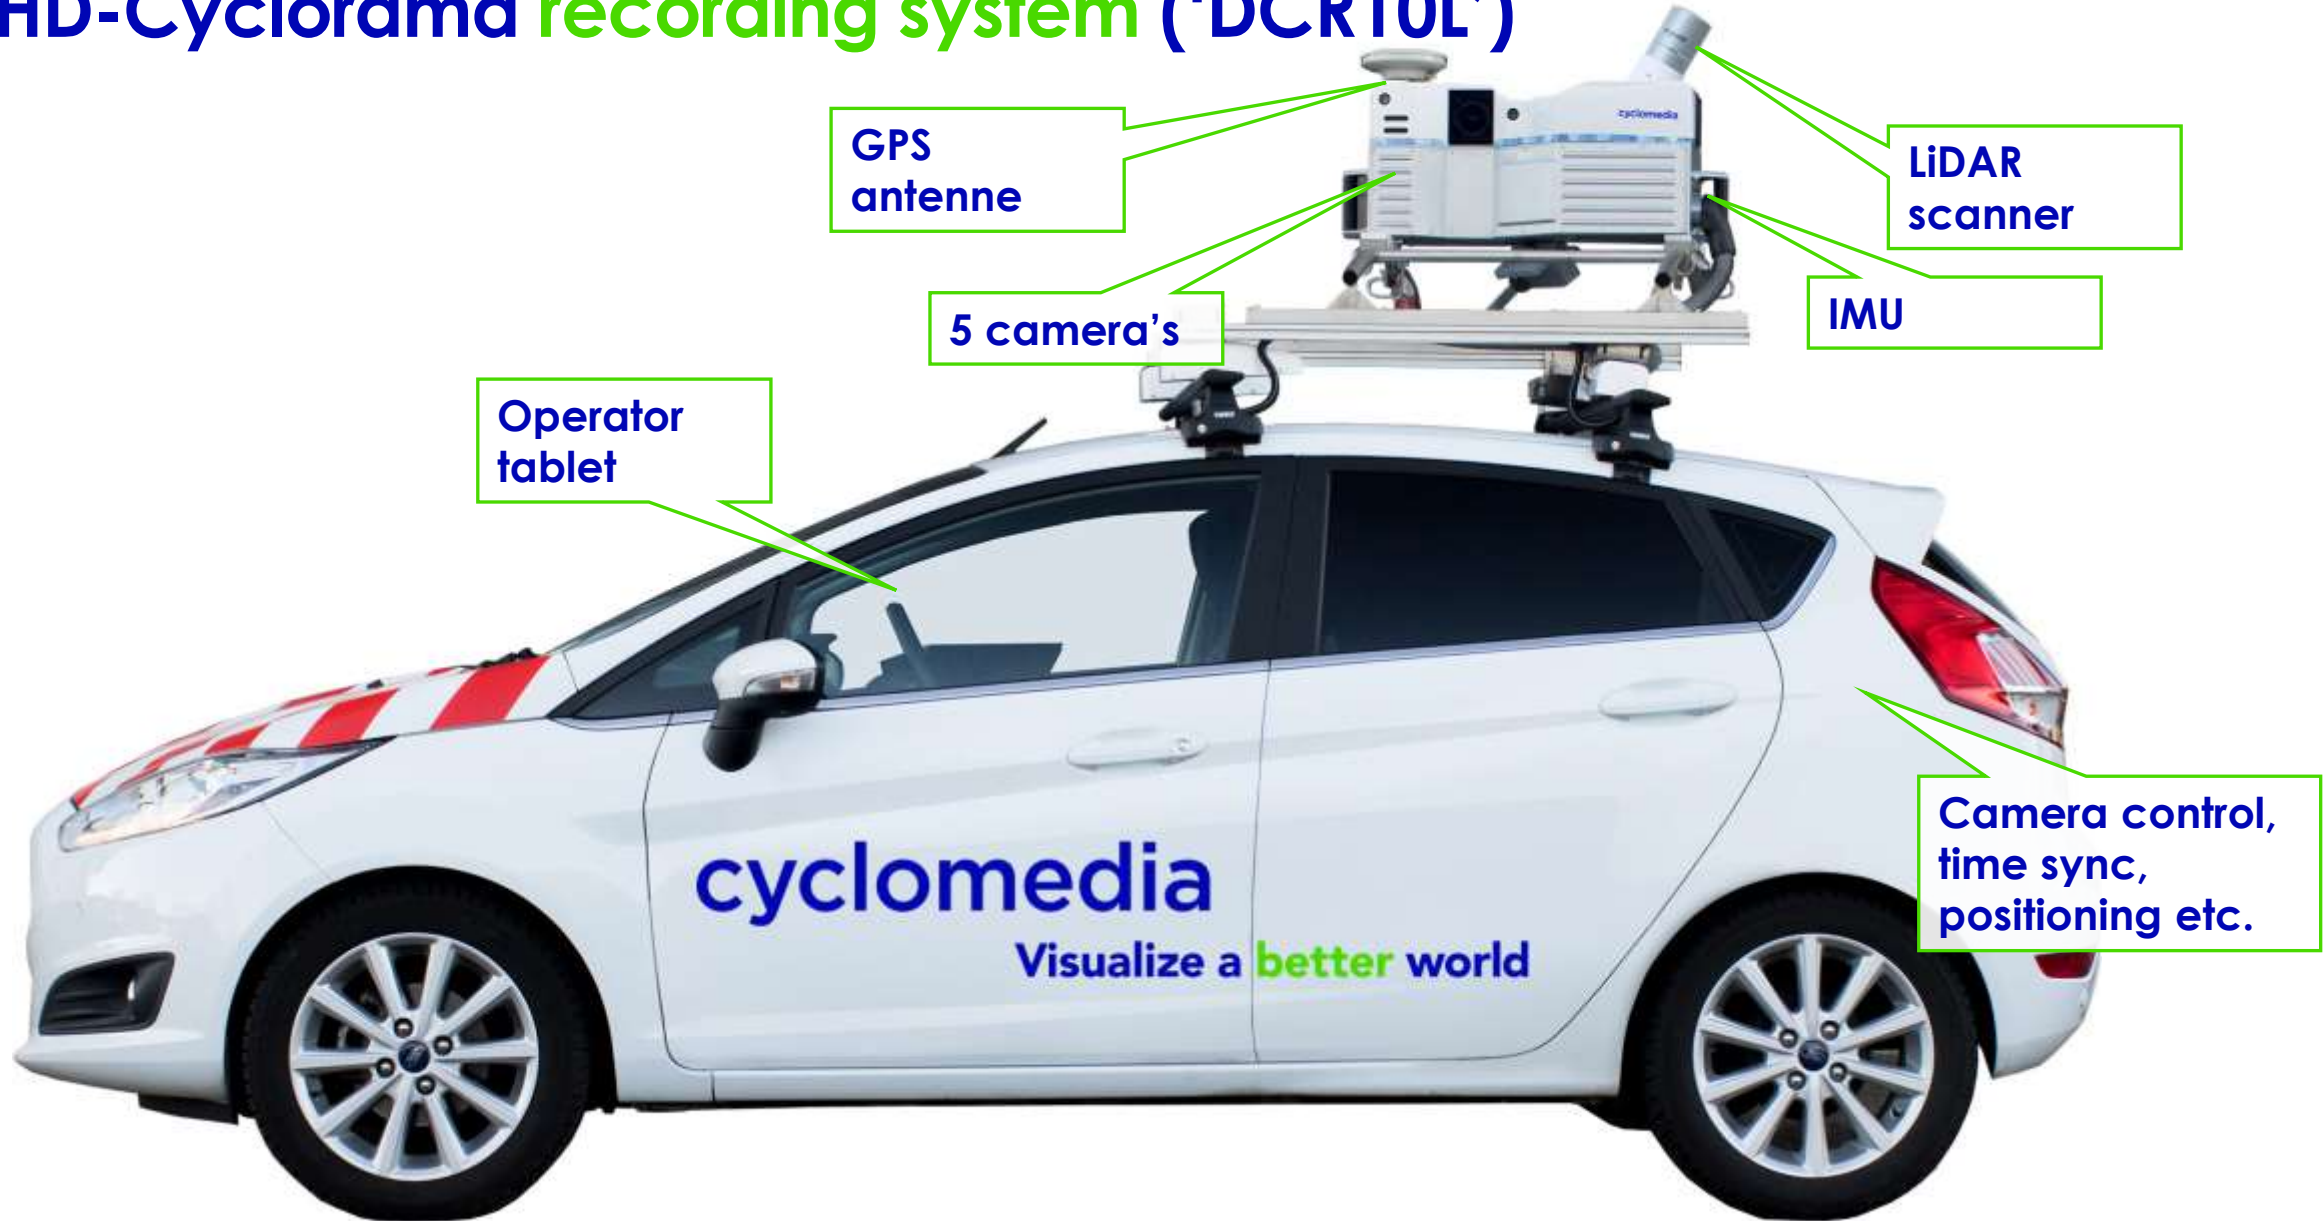 HD-Cyclorama recording system (‘DCR10L’)
GPS
antenne
cyclomedia
LiDAR
scanner
5 camera’s
IMU
Operator
tablet
Camera control,
time sync,
positioning etc.
cyclomedia
Visualize a better world